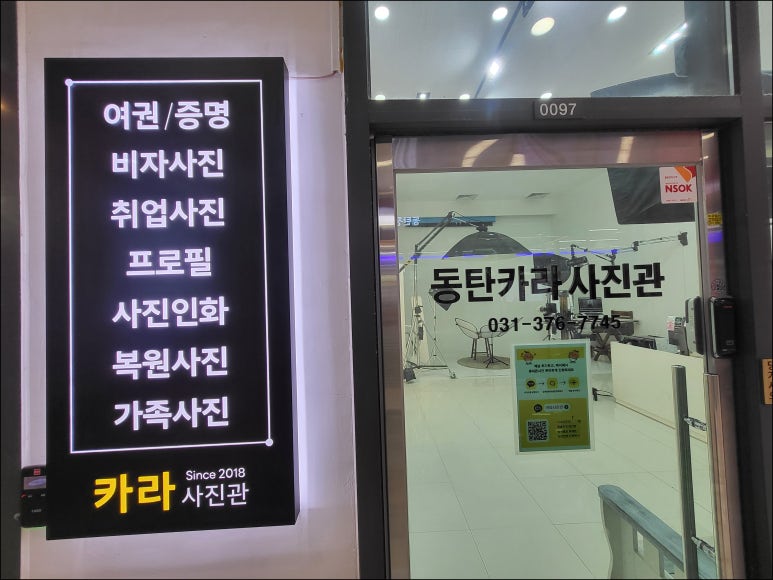 여권/증명
비자사진
취업사진
프로필
사진인화
복원사진
가족사진
카라
Since 2018
사진관
0097
NSOK
동탄카라 사진관
031-376-7745